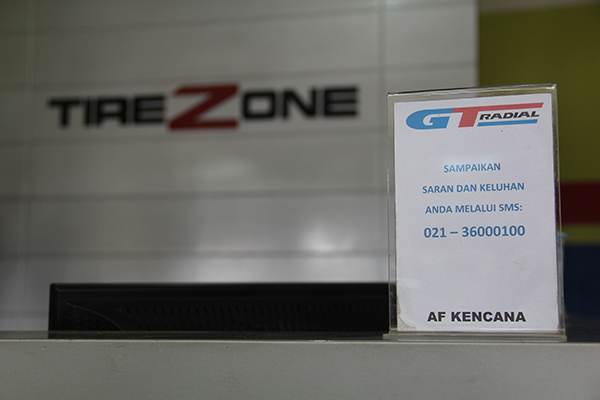 TIREZONE
GT RADIAL
SAMPAIKAN
SARAN DAN KELUHAN
ANDA MELALUI SMS:
021 – 36000100
AF KENCANA